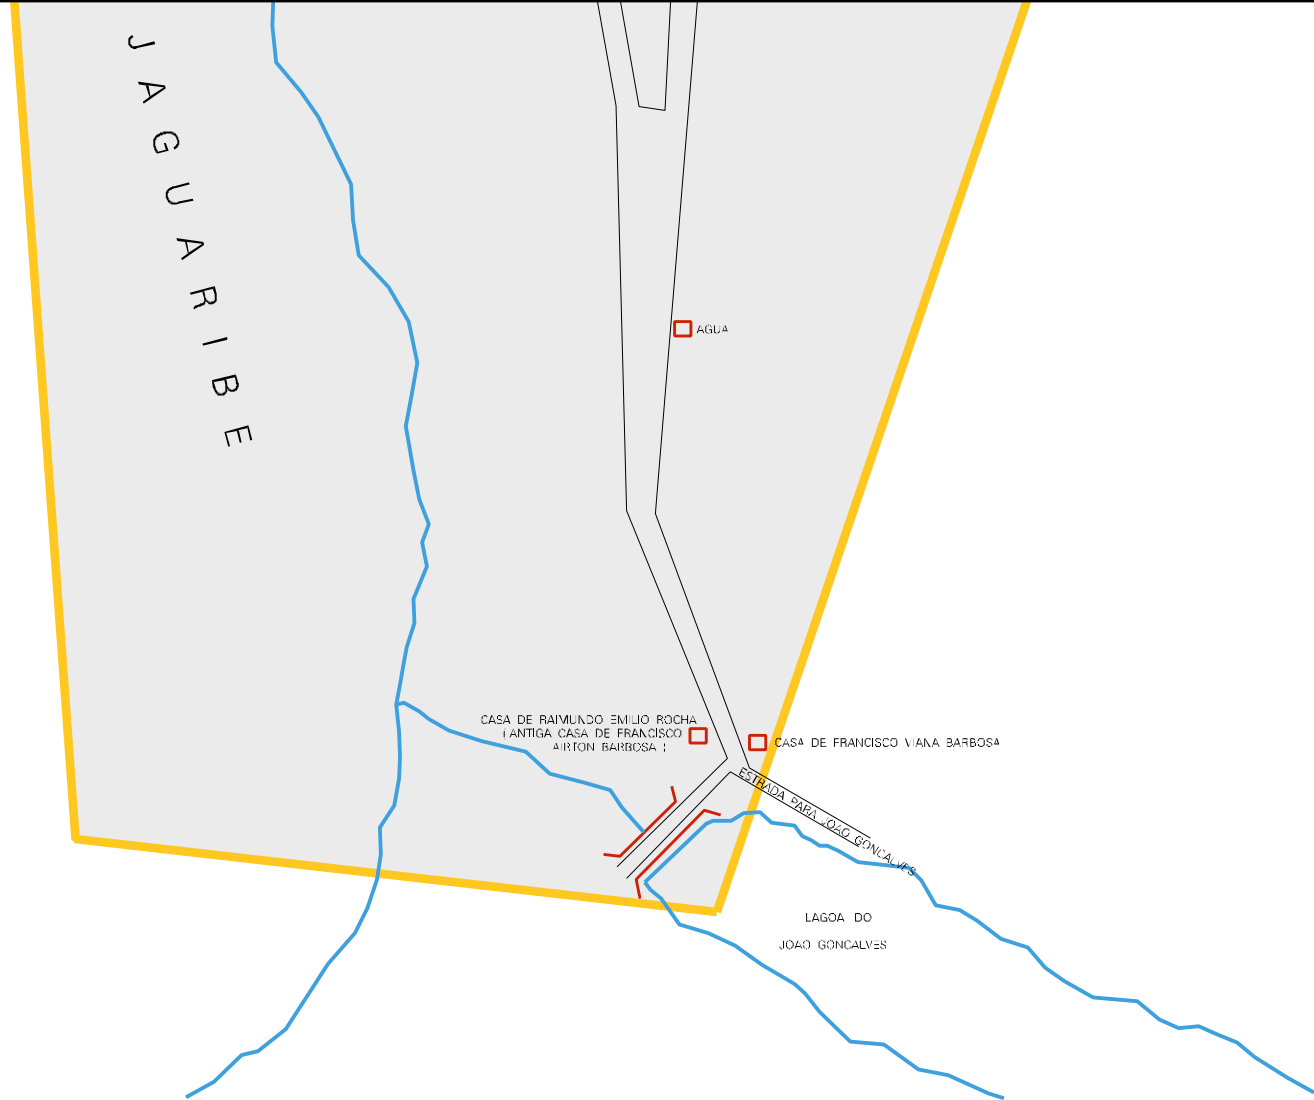 JAGUARIBE
AGUA
CASA DE RAIMUNDO EMILIO ROCHA
( ANTIGA CASA DE FRANCISCO
AIRTON BARBOSA )
CASA DE FRANCISCO VIANA BARBOSA
ESTRADA PARA JOAO GONCALVES
LAGOA DO
JOAO GONCALVES